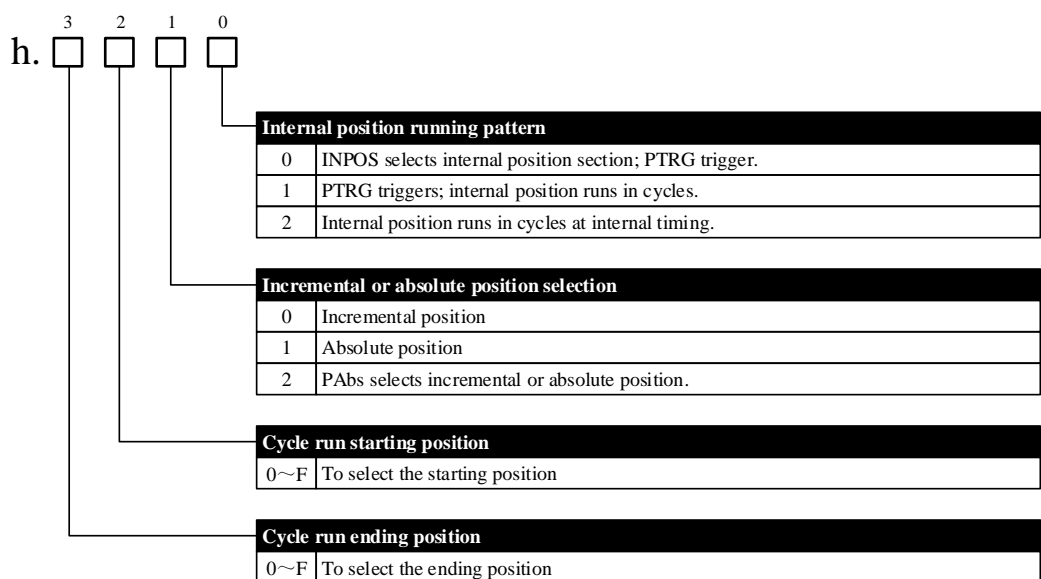 3 2 1 0
h.
Internal position running pattern
0 INPOS selects internal position section; PTRG trigger.
1 PTRG triggers; internal position runs in cycles.
2 Internal position runs in cycles at internal timing.
Incremental or absolute position selection
0 Incremental position
1 Absolute position
2 PAbs selects incremental or absolute position.
Cycle run starting position
0～F To select the starting position
Cycle run ending position
0～F To select the ending position